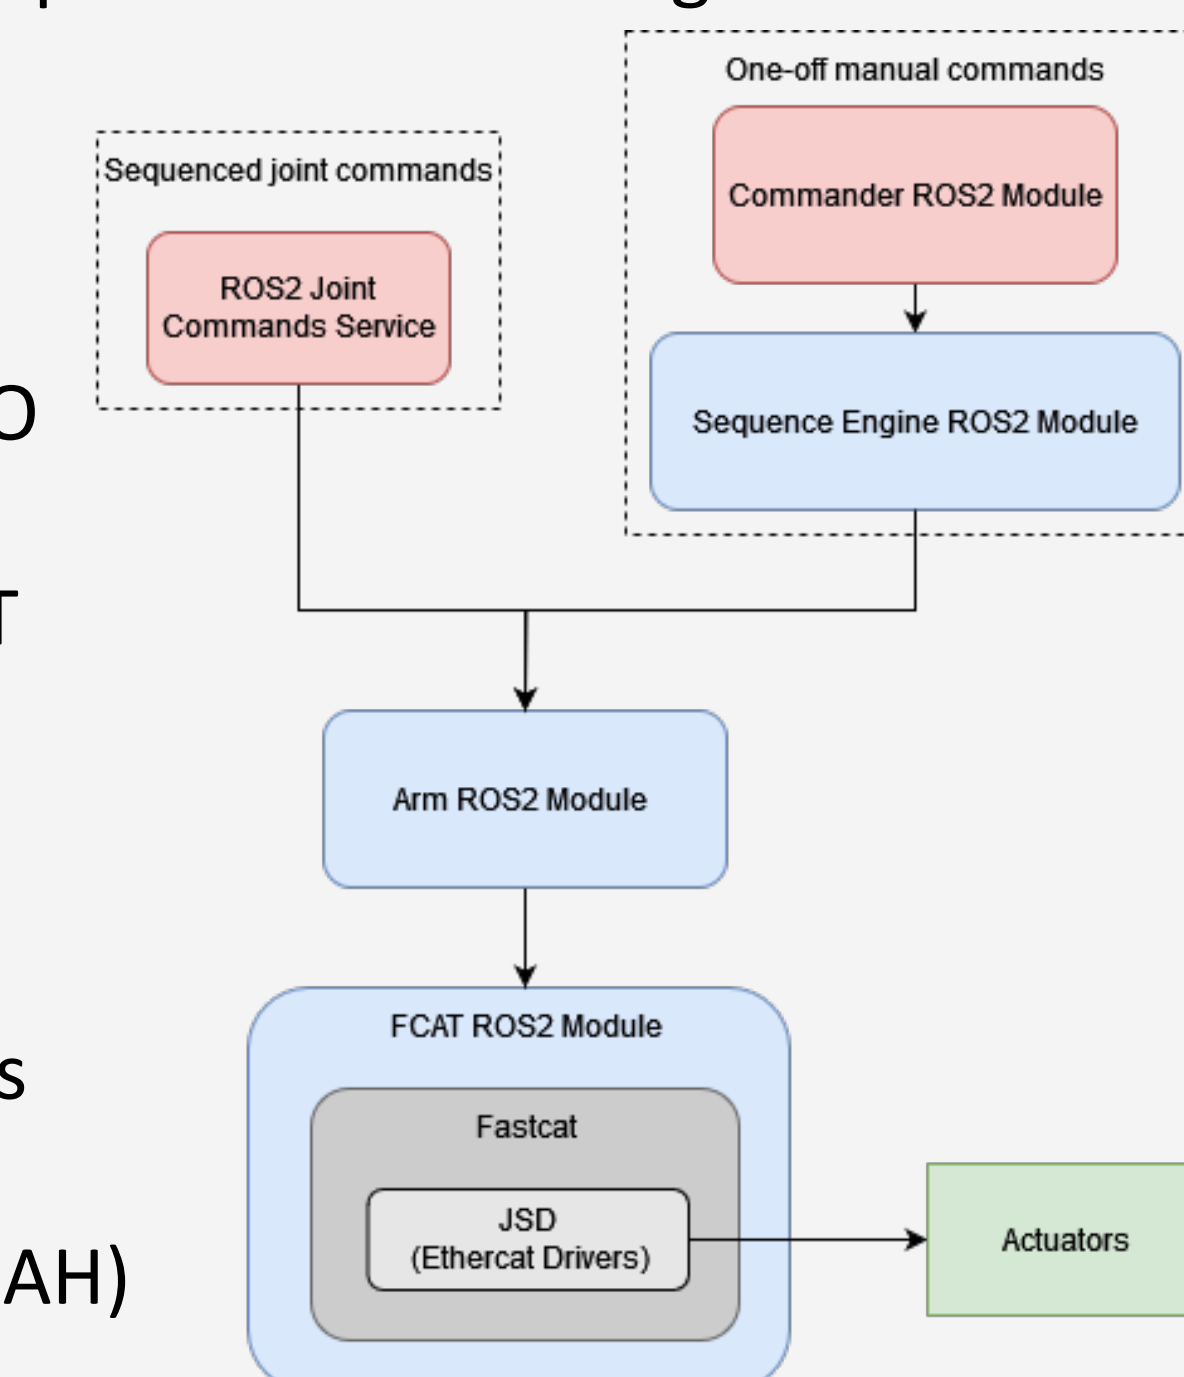 One-off manual commands
Sequenced joint commands
Commander ROS2 Module
ROS2 Joint
Commands Service
Sequence Engine ROS2 Module
O
T
Arm ROS2 Module
FCAT ROS2 Module
s
Fastcat
JSD
(Ethercat Drivers)
Actuators
AH)